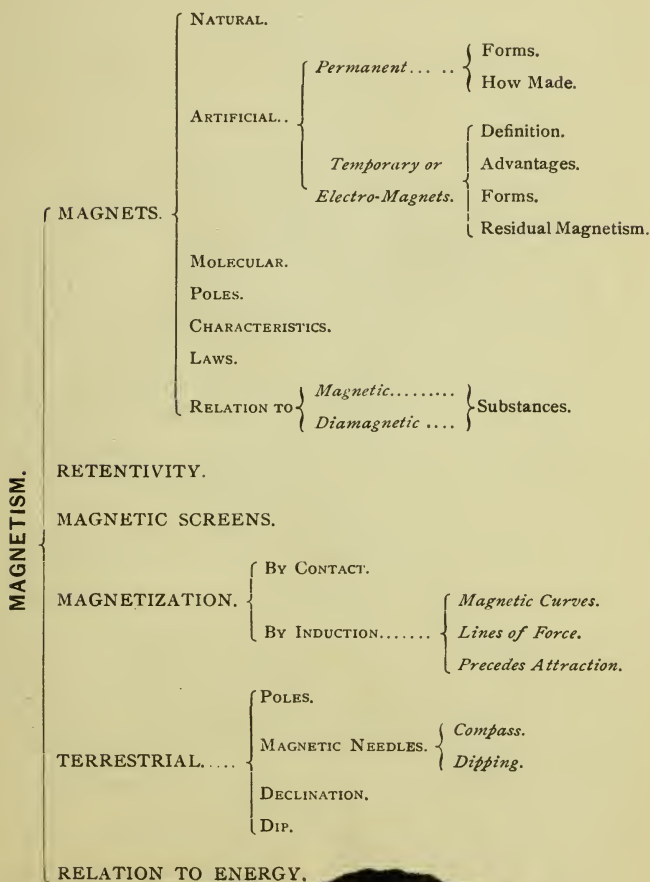 NATURAL.
Permanent... .. Forms.
How Made.
ARTIFICIAL..
Definition.
Temporary or Advantages.
Electro-Magnets. Forms.
MAGNETS. Residual Magnetism.
MOLECULAR.
POLES.
CHARACTERISTICS.
LAWS.
RELATION TO Magnetic......... Substances.
Diamagnetic ....
MAGNETISM.
RETENTIVITY.
MAGNETIC SCREENS.
BY CONTACT.
MAGNETIZATION. Magnetic Curves.
BY INDUCTION....... Lines of Force.
Precedes Attraction.
POLES.
MAGNETIC NEEDLES. Compass.
Dipping.
TERRESTRIAL.....
DECLINATION.
DIP.
RELATION TO ENERGY.